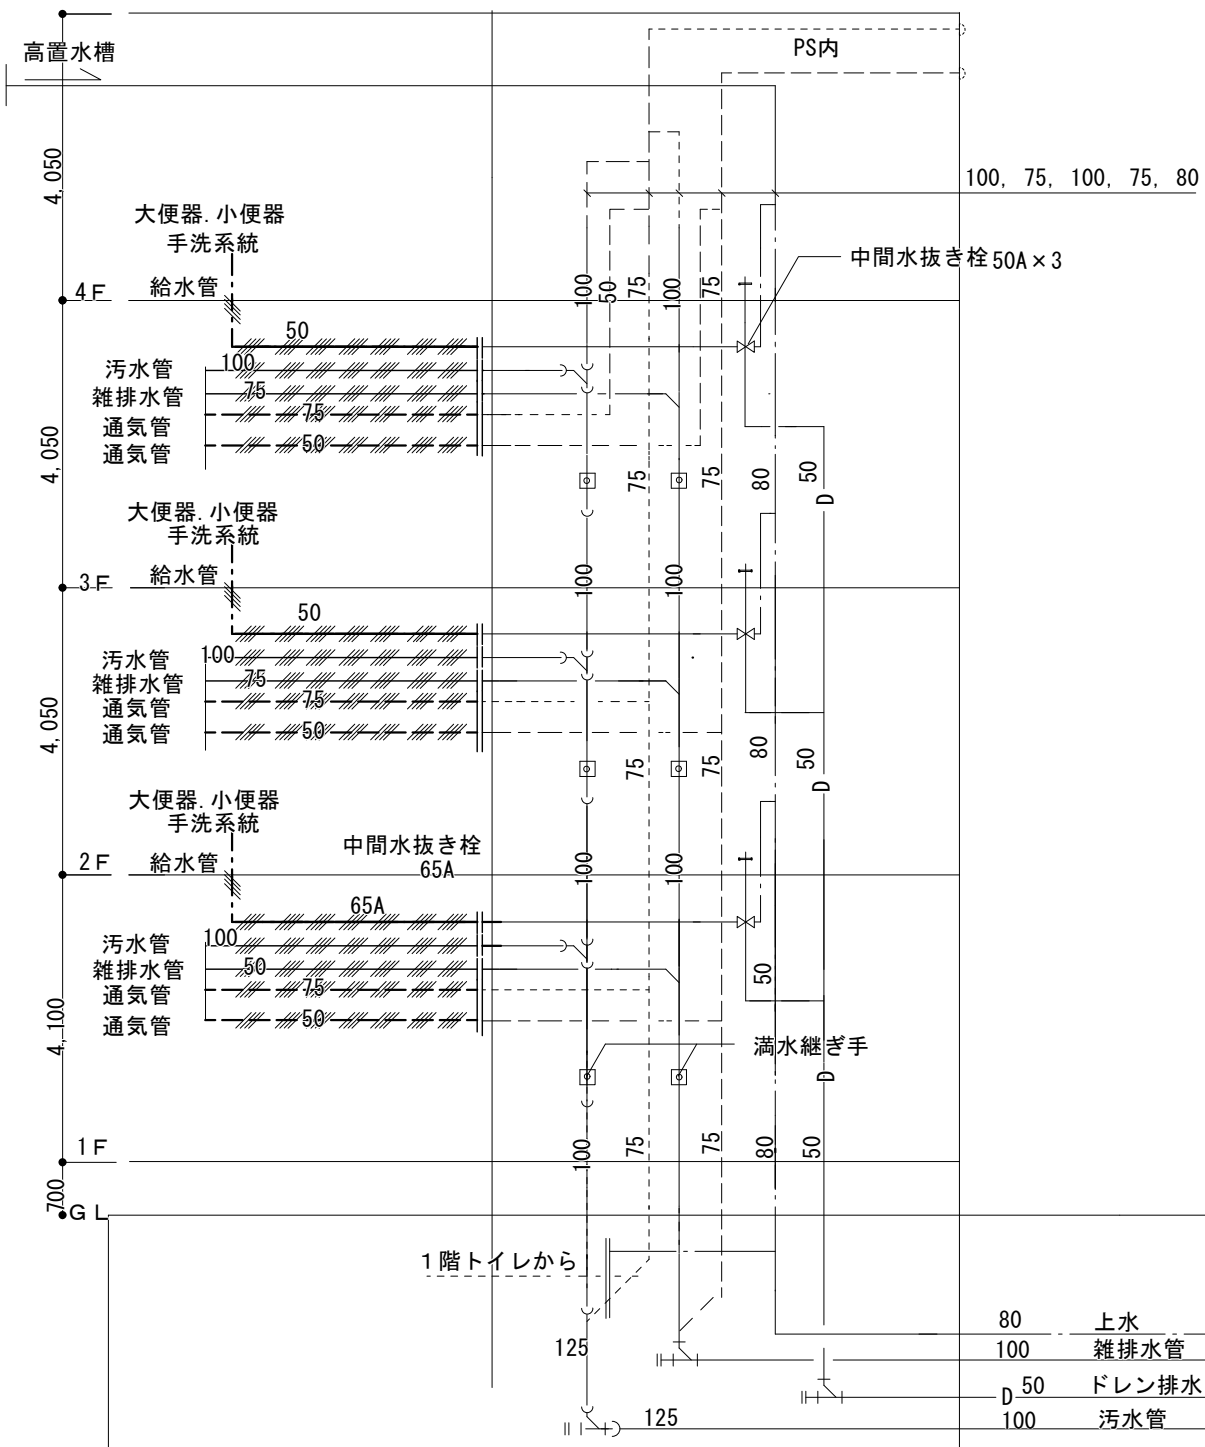 高置水槽
PS内
4,050
100, 75, 100, 75, 80
大便器.小便器
手洗系統
中間水抜き栓 50A×3
4F
給水管
100
50
75
100
75
50
汚水管
100
雑排水管
75
通気管
75
通気管
50
4,050
75
75
80
50
D
大便器.小便器
手洗系統
3F
給水管
100
100
50
汚水管
100
雑排水管
75
通気管
75
通気管
50
4,050
75
75
80
50
D
大便器.小便器
手洗系統
中間水抜き栓
65A
2F
給水管
100
100
65A
汚水管
100
雑排水管
50
通気管
75
通気管
50
50
4,100
満水継ぎ手
D
1F
100
75
75
80
50
700
GL
1階トイレから
80 上水
125
100 雑排水管
D 50 ドレン排水
125
100 汚水管